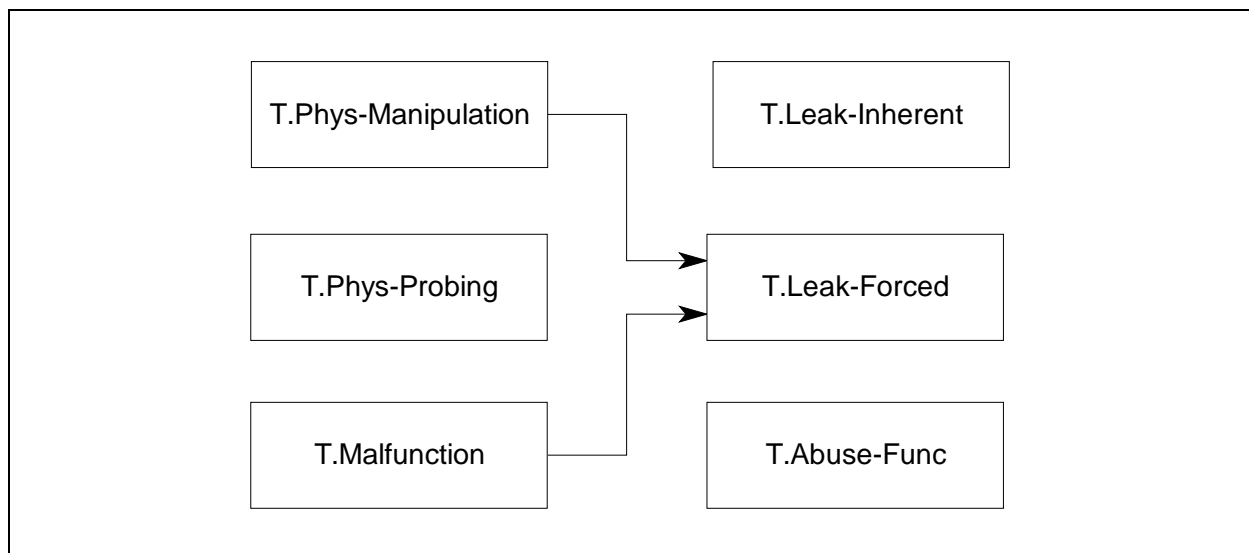 T.Phys-Manipulation
T.Leak-Inherent
T.Phys-Probing
T.Leak-Forced
T.Malfunction
T.Abuse-Func